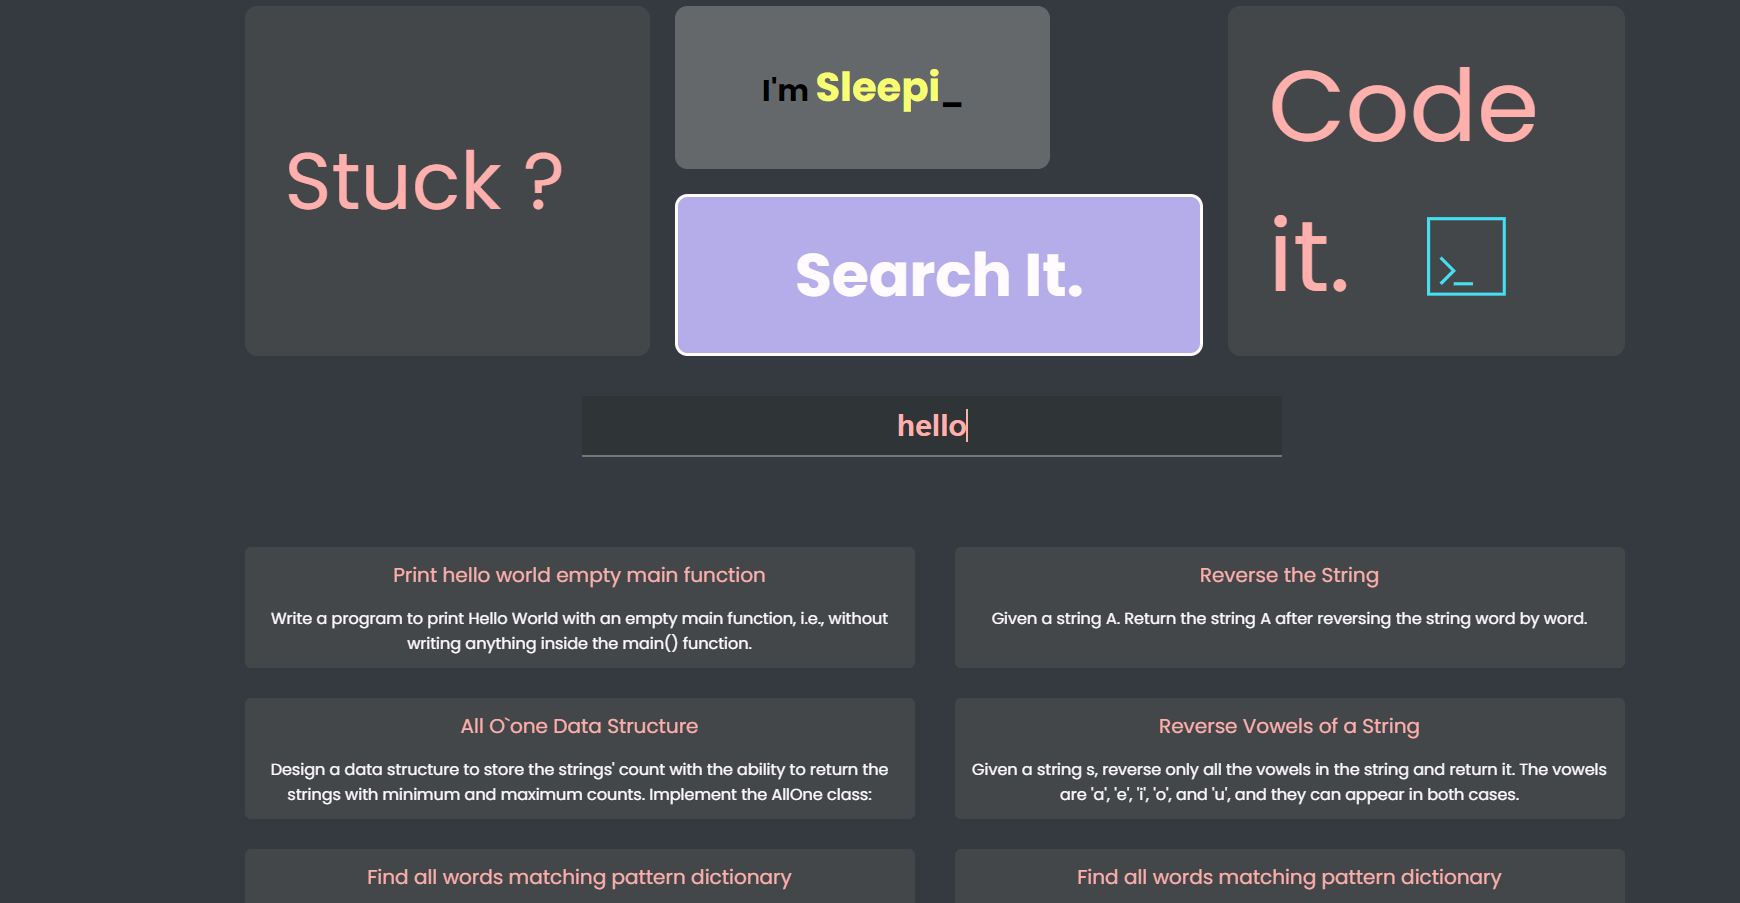 Stuck ?
I'm Sleepi_
Search It.
Code
it.
hello
Print hello world empty main function
Write a program to print Hello World with an empty main function, i.e., without
writing anything inside the main() function.
Reverse the String
Given a string A. Return the string A after reversing the string word by word.
All O`one Data Structure
Design a data structure to store the strings' count with the ability to return the
strings with minimum and maximum counts. Implement the AllOne class:
Reverse Vowels of a String
Given a string s, reverse only all the vowels in the string and return it. The vowels
are 'a', 'e', 'i', 'o', and 'u', and they can appear in both cases.
Find all words matching pattern dictionary
Find all words matching pattern dictionary